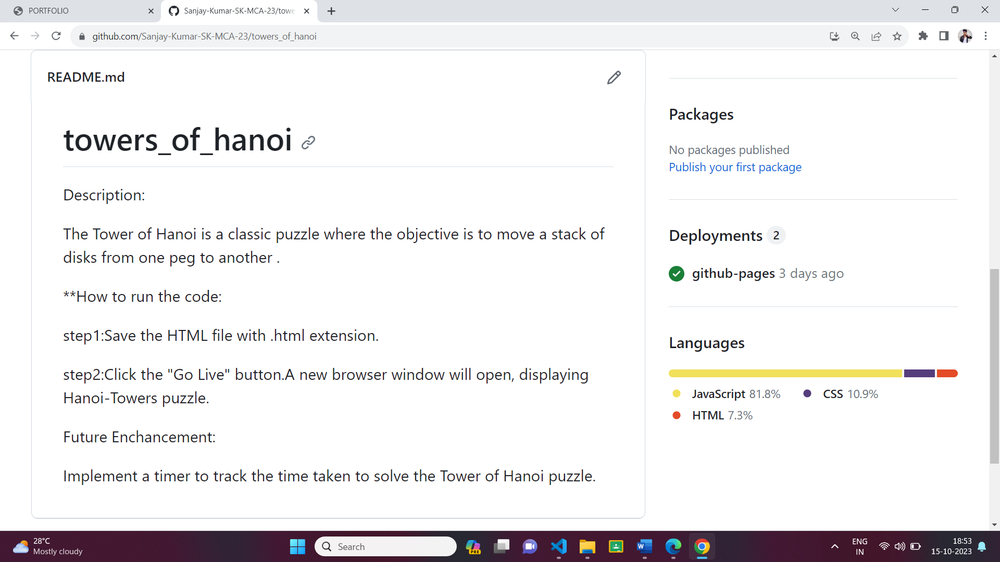 PORTFOLIO
Sanjay-Kumar-SK-MCA-23/towe
github.com/Sanjay-Kumar-SK-MCA-23/towers_of_hanoi
README.md
towers_of_hanoi
Description:
The Tower of Hanoi is a classic puzzle where the objective is to move a stack of
disks from one peg to another .
**How to run the code:
step1:Save the HTML file with .html extension.
step2:Click the "Go Live" button.A new browser window will open, displaying
Hanoi-Towers puzzle.
Future Enchancement:
Implement a timer to track the time taken to solve the Tower of Hanoi puzzle.
Packages
No packages published
Publish your first package
Deployments 2
github-pages 3 days ago
Languages
JavaScript 81.8% CSS 10.9%
HTML 7.3%
28°C
Mostly cloudy
Search
PRE
W
ENG
IN
18:53
15-10-2023